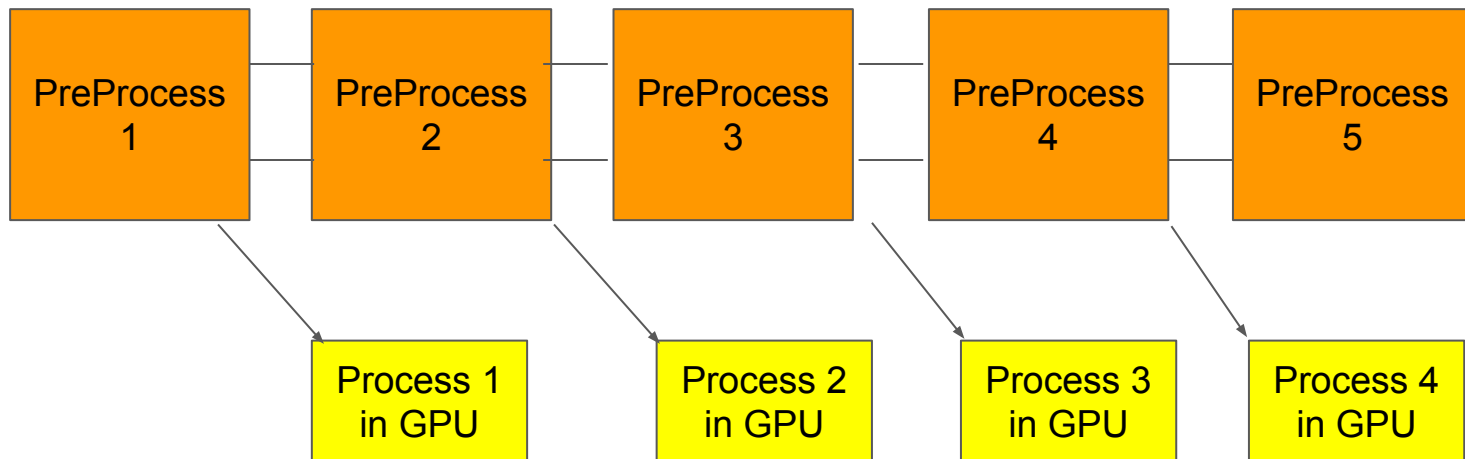 PreProcess
1
PreProcess
2
PreProcess
3
PreProcess
4
PreProcess
5
Process 1
in GPU
Process 2
in GPU
Process 3
in GPU
Process 4
in GPU